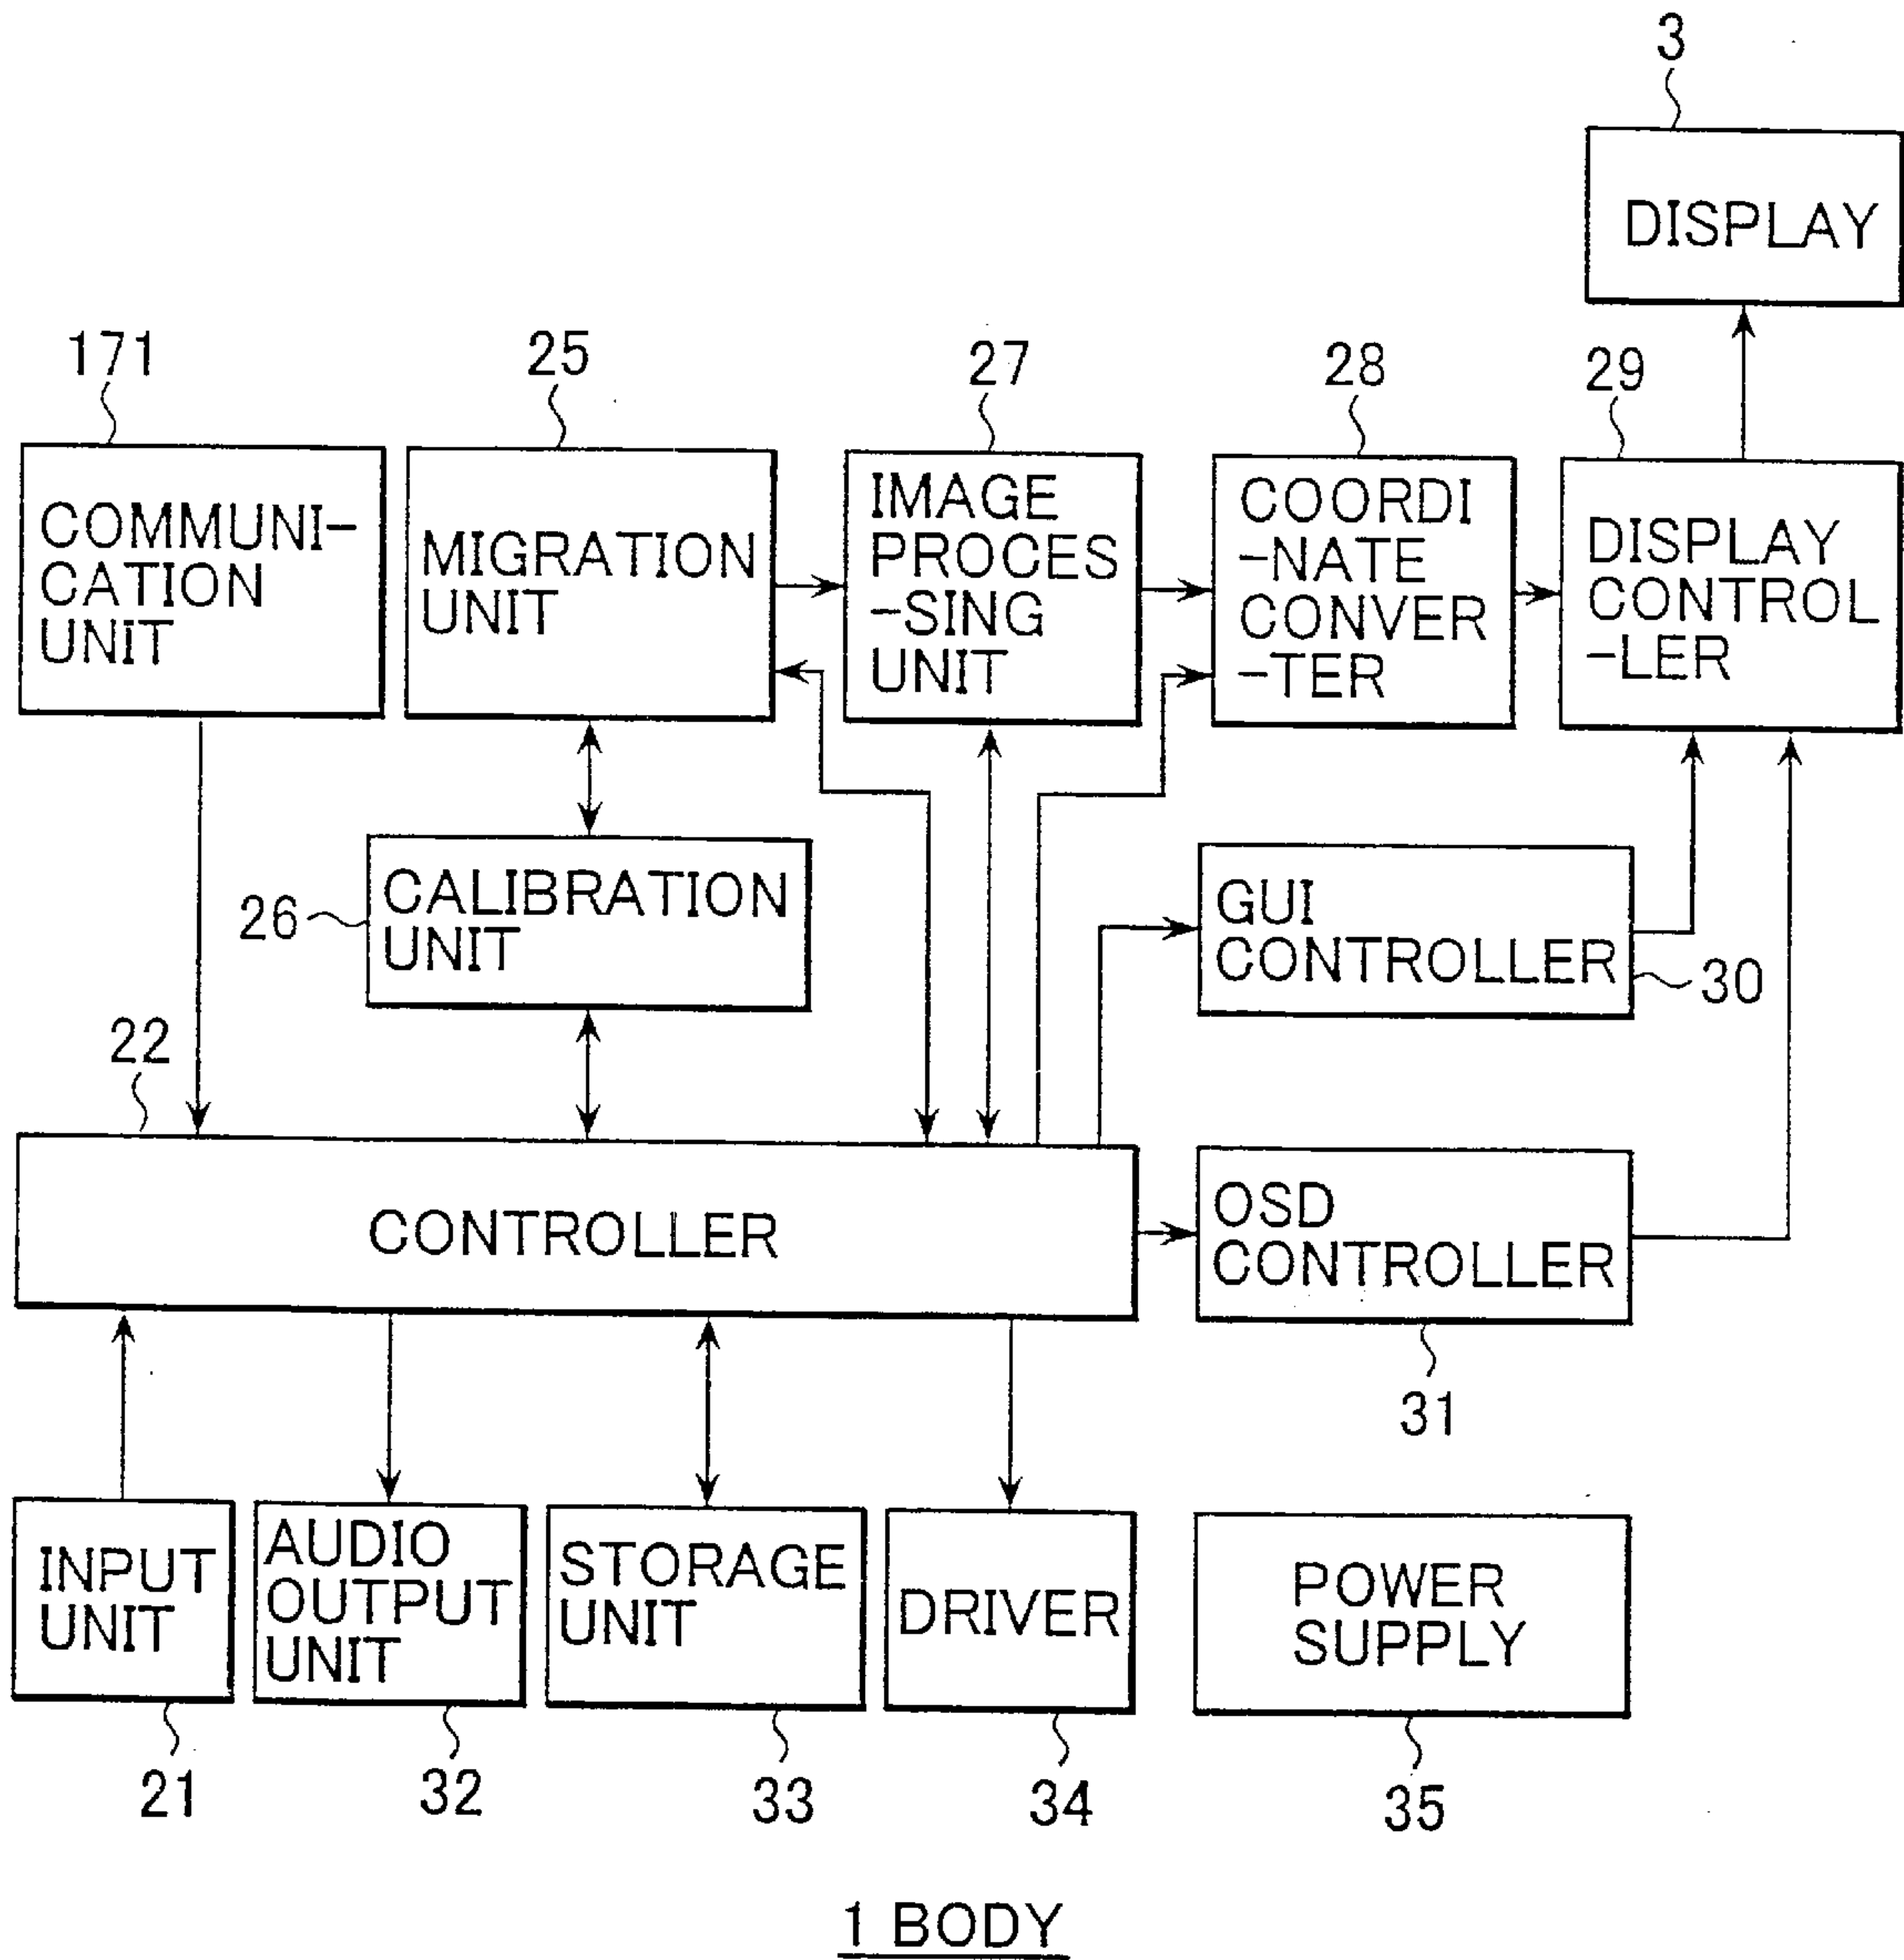 3
DISPLAY
171
25
27
28
29
COMMUNI-
CATION
UNIT
MIGRATION
UNIT
IMAGE
PROCES
-SING
UNIT
COORDI
-NATE
CONVER
-TER
DISPLAY
CONTROL
-LER
26
CALIBRATION
UNIT
GUI
CONTROLLER
30
22
CONTROLLER
OSD
CONTROLLER
31
INPUT
UNIT
AUDIO
OUTPUT
UNIT
STORAGE
UNIT
DRIVER
POWER
SUPPLY
21
32
33
34
35
1 BODY